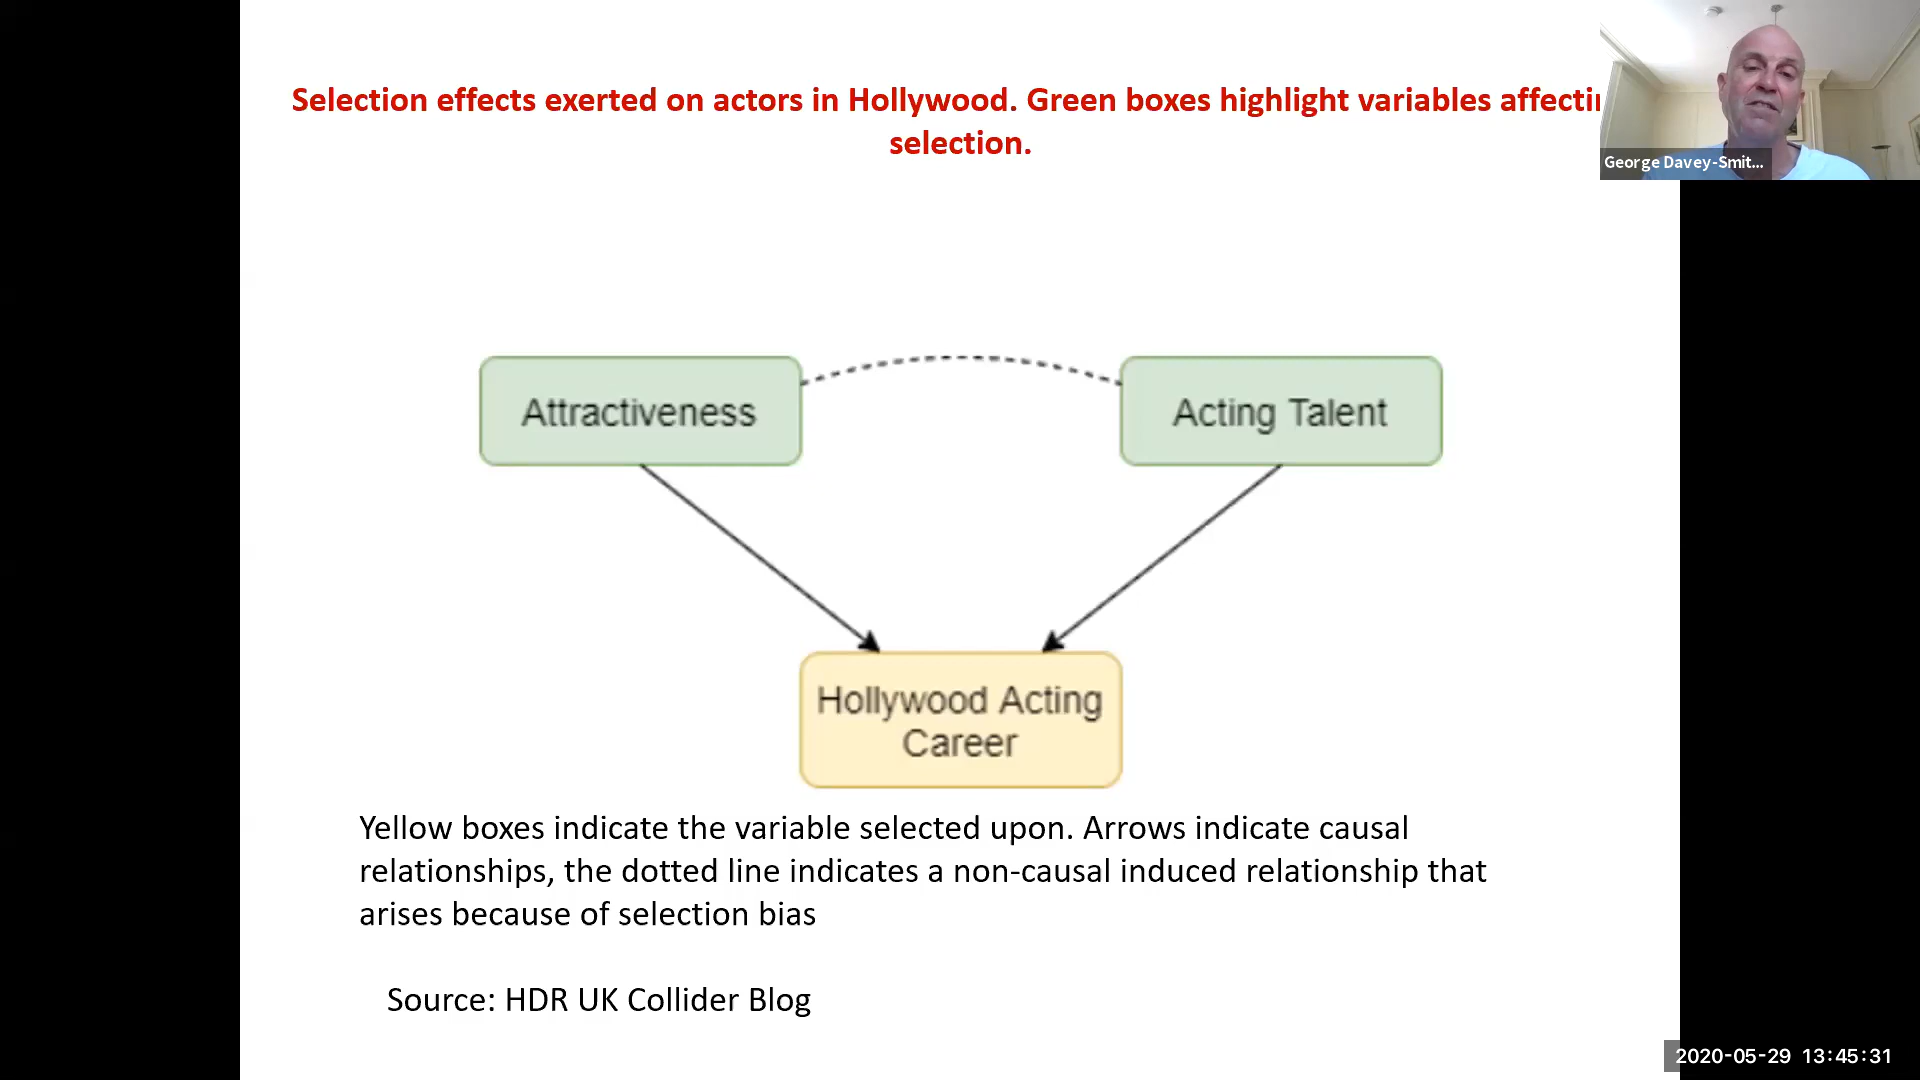 Selection effects exerted on actors in Hollywood. Green boxes highlight variables
selection.
George Davey-Smit...
Attractiveness
Acting Talent
Hollywood Acting
Career
Yellow boxes indicate the variable selected upon. Arrows indicate causal
relationships, the dotted line indicates a non-causal induced relationship that
arises because of selection bias
Source: HDR UK Collider Blog
2020-05-29 13:45:31